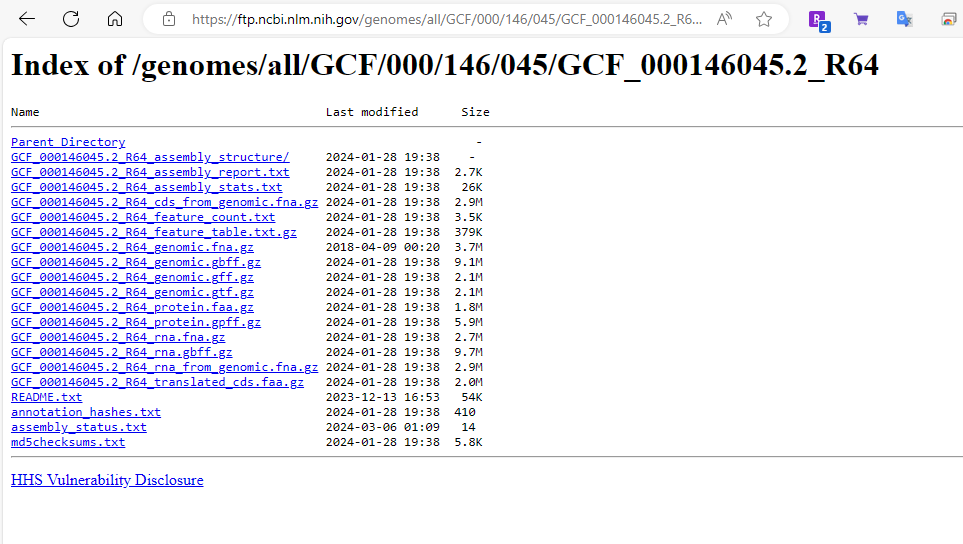 https://ftp.ncbi.nlm.nih.gov/genomes/all/GCF/000/146/045/GCF_000146045.2_R6...
2
Index of /genomes/all/GCF/000/146/045/GCF_000146045.2_R64
Name Last modified Size
Parent Directory -
GCF_000146045.2_R64_assembly_structure/ 2024-01-28 19:38 -
GCF_000146045.2_R64_assembly_report.txt 2024-01-28 19:38 2.7K
GCF_000146045.2_R64_assembly_stats.txt 2024-01-28 19:38 26K
GCF_000146045.2_R64_cds_from_genomic.fna.gz 2024-01-28 19:38 2.9M
GCF_000146045.2_R64_feature_count.txt 2024-01-28 19:38 3.5K
GCF_000146045.2_R64_feature_table.txt.gz 2024-01-28 19:38 379K
GCF_000146045.2_R64_genomic.fna.gz 2018-04-09 00:20 3.7M
GCF_000146045.2_R64_genomic.gbff.gz 2024-01-28 19:38 9.1M
GCF_000146045.2_R64_genomic.gff.gz 2024-01-28 19:38 2.1M
GCF_000146045.2_R64_genomic.gtf.gz 2024-01-28 19:38 2.1M
GCF_000146045.2_R64_protein.faa.gz 2024-01-28 19:38 1.8M
GCF_000146045.2_R64_protein.gpff.gz 2024-01-28 19:38 5.9M
GCF_000146045.2_R64_rna.fna.gz 2024-01-28 19:38 2.7M
GCF_000146045.2_R64_rna.gbff.gz 2024-01-28 19:38 9.7M
GCF_000146045.2_R64_rna_from_genomic.fna.gz 2024-01-28 19:38 2.9M
GCF_000146045.2_R64_translated_cds.faa.gz 2024-01-28 19:38 2.0M
README.txt 2023-12-13 16:53 54K
annotation_hashes.txt 2024-01-28 19:38 410
assembly_status.txt 2024-03-06 01:09 14
md5checksums.txt 2024-01-28 19:38 5.8K
HHS Vulnerability Disclosure